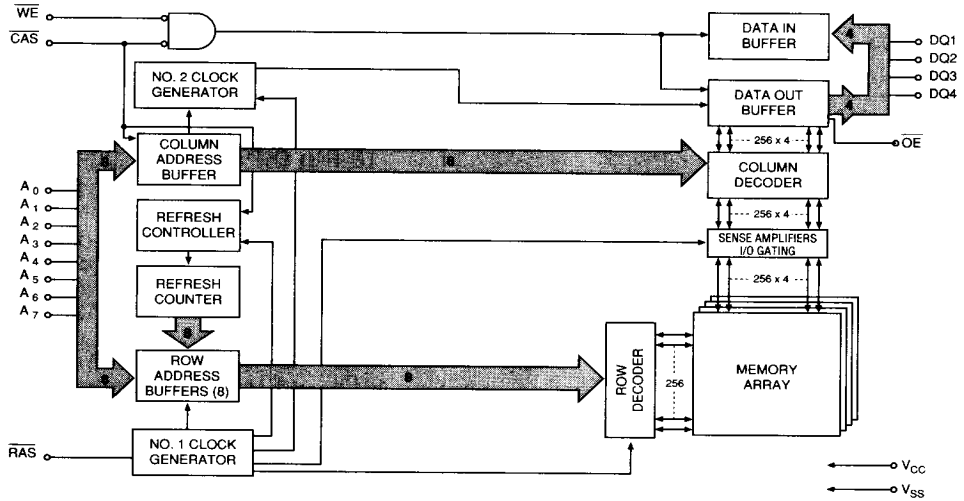 WE
CAS
NO. 2 CLOCK
GENERATOR
DATA IN
BUFFER
4
DQ1
DQ2
DQ3
DQ4
DATA OUT
BUFFER
4
OE
256 x 4
COLUMN
ADDRESS
BUFFER
8
8
COLUMN
DECODER
A0
A1
A2
A3
A4
A5
A6
A7
REFRESH
CONTROLLER
256 x 4
SENSE AMPLIFIERS
I/O GATING
REFRESH
COUNTER
256 x 4
8
8
ROW
ADDRESS
BUFFERS (8)
8
ROW
DECODER
256
MEMORY
ARRAY
RAS
NO. 1 CLOCK
GENERATOR
VCC
VSS